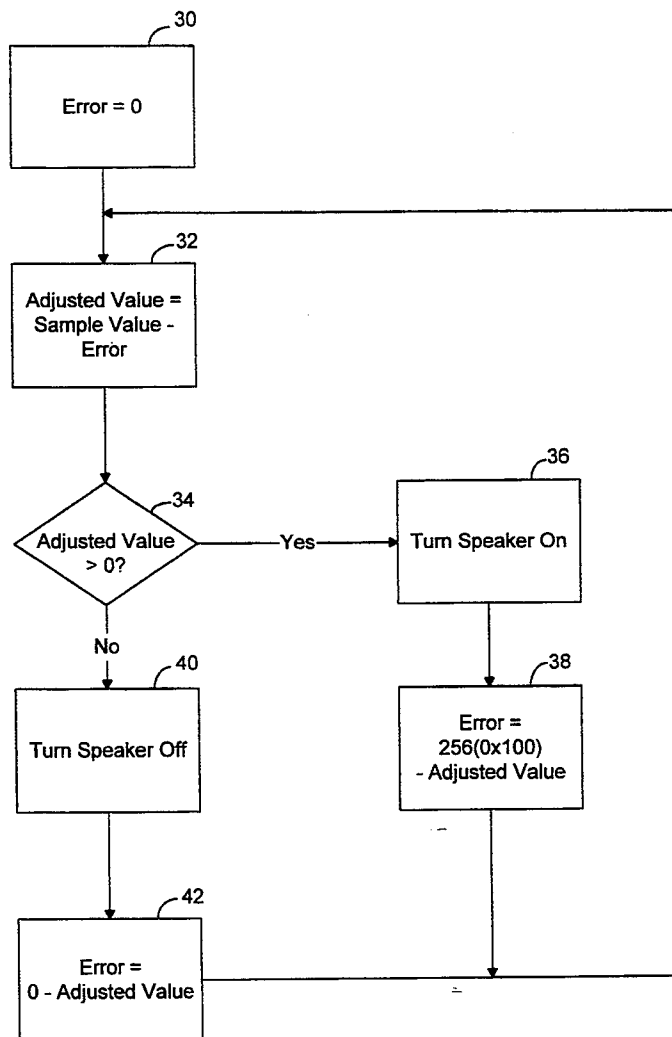 30
Error = 0
32
Adjusted Value =
Sample Value -
Error
34
Adjusted Value
> 0?
Yes
36
Turn Speaker On
No
38
Error =
256(0x100)
- Adjusted Value
40
Turn Speaker Off
42
Error =
0 - Adjusted Value